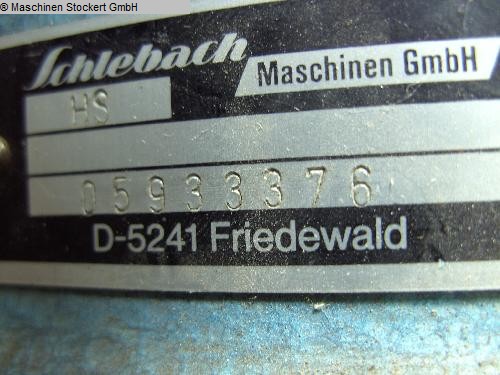 © Maschinen Stockert GmbH
Schlebach Maschinen GmbH
HS
05933376
D-5241 Friedewald